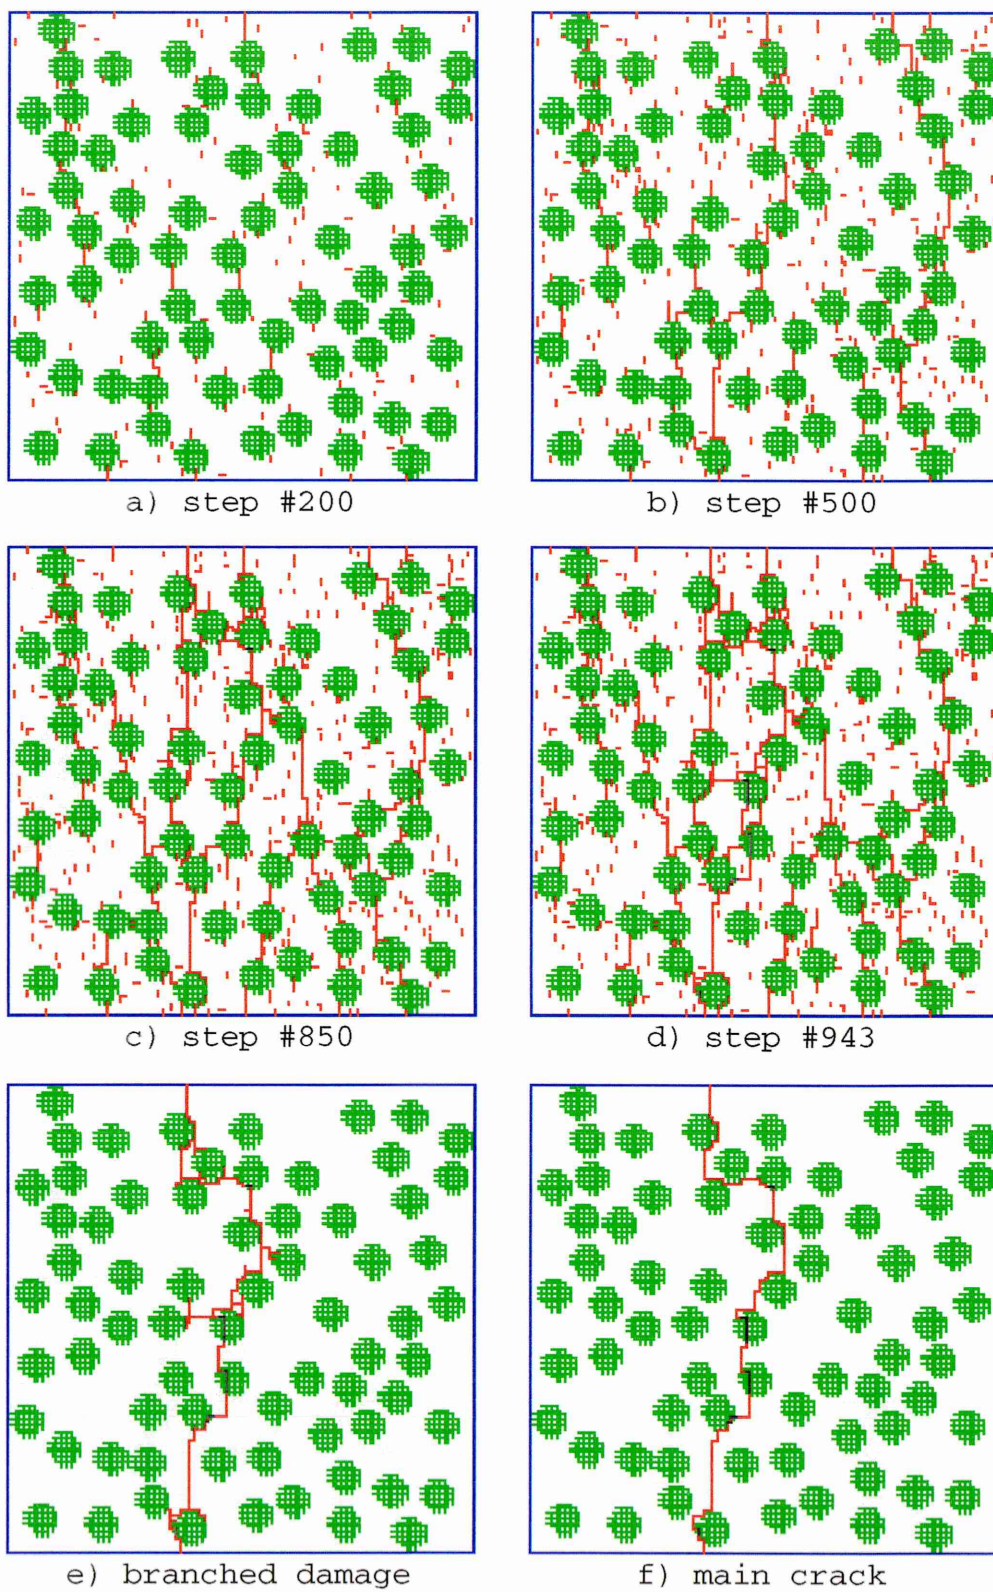 a) step #200
b) step #500
c) step #850
d) step #943
e) branched damage
f) main crack